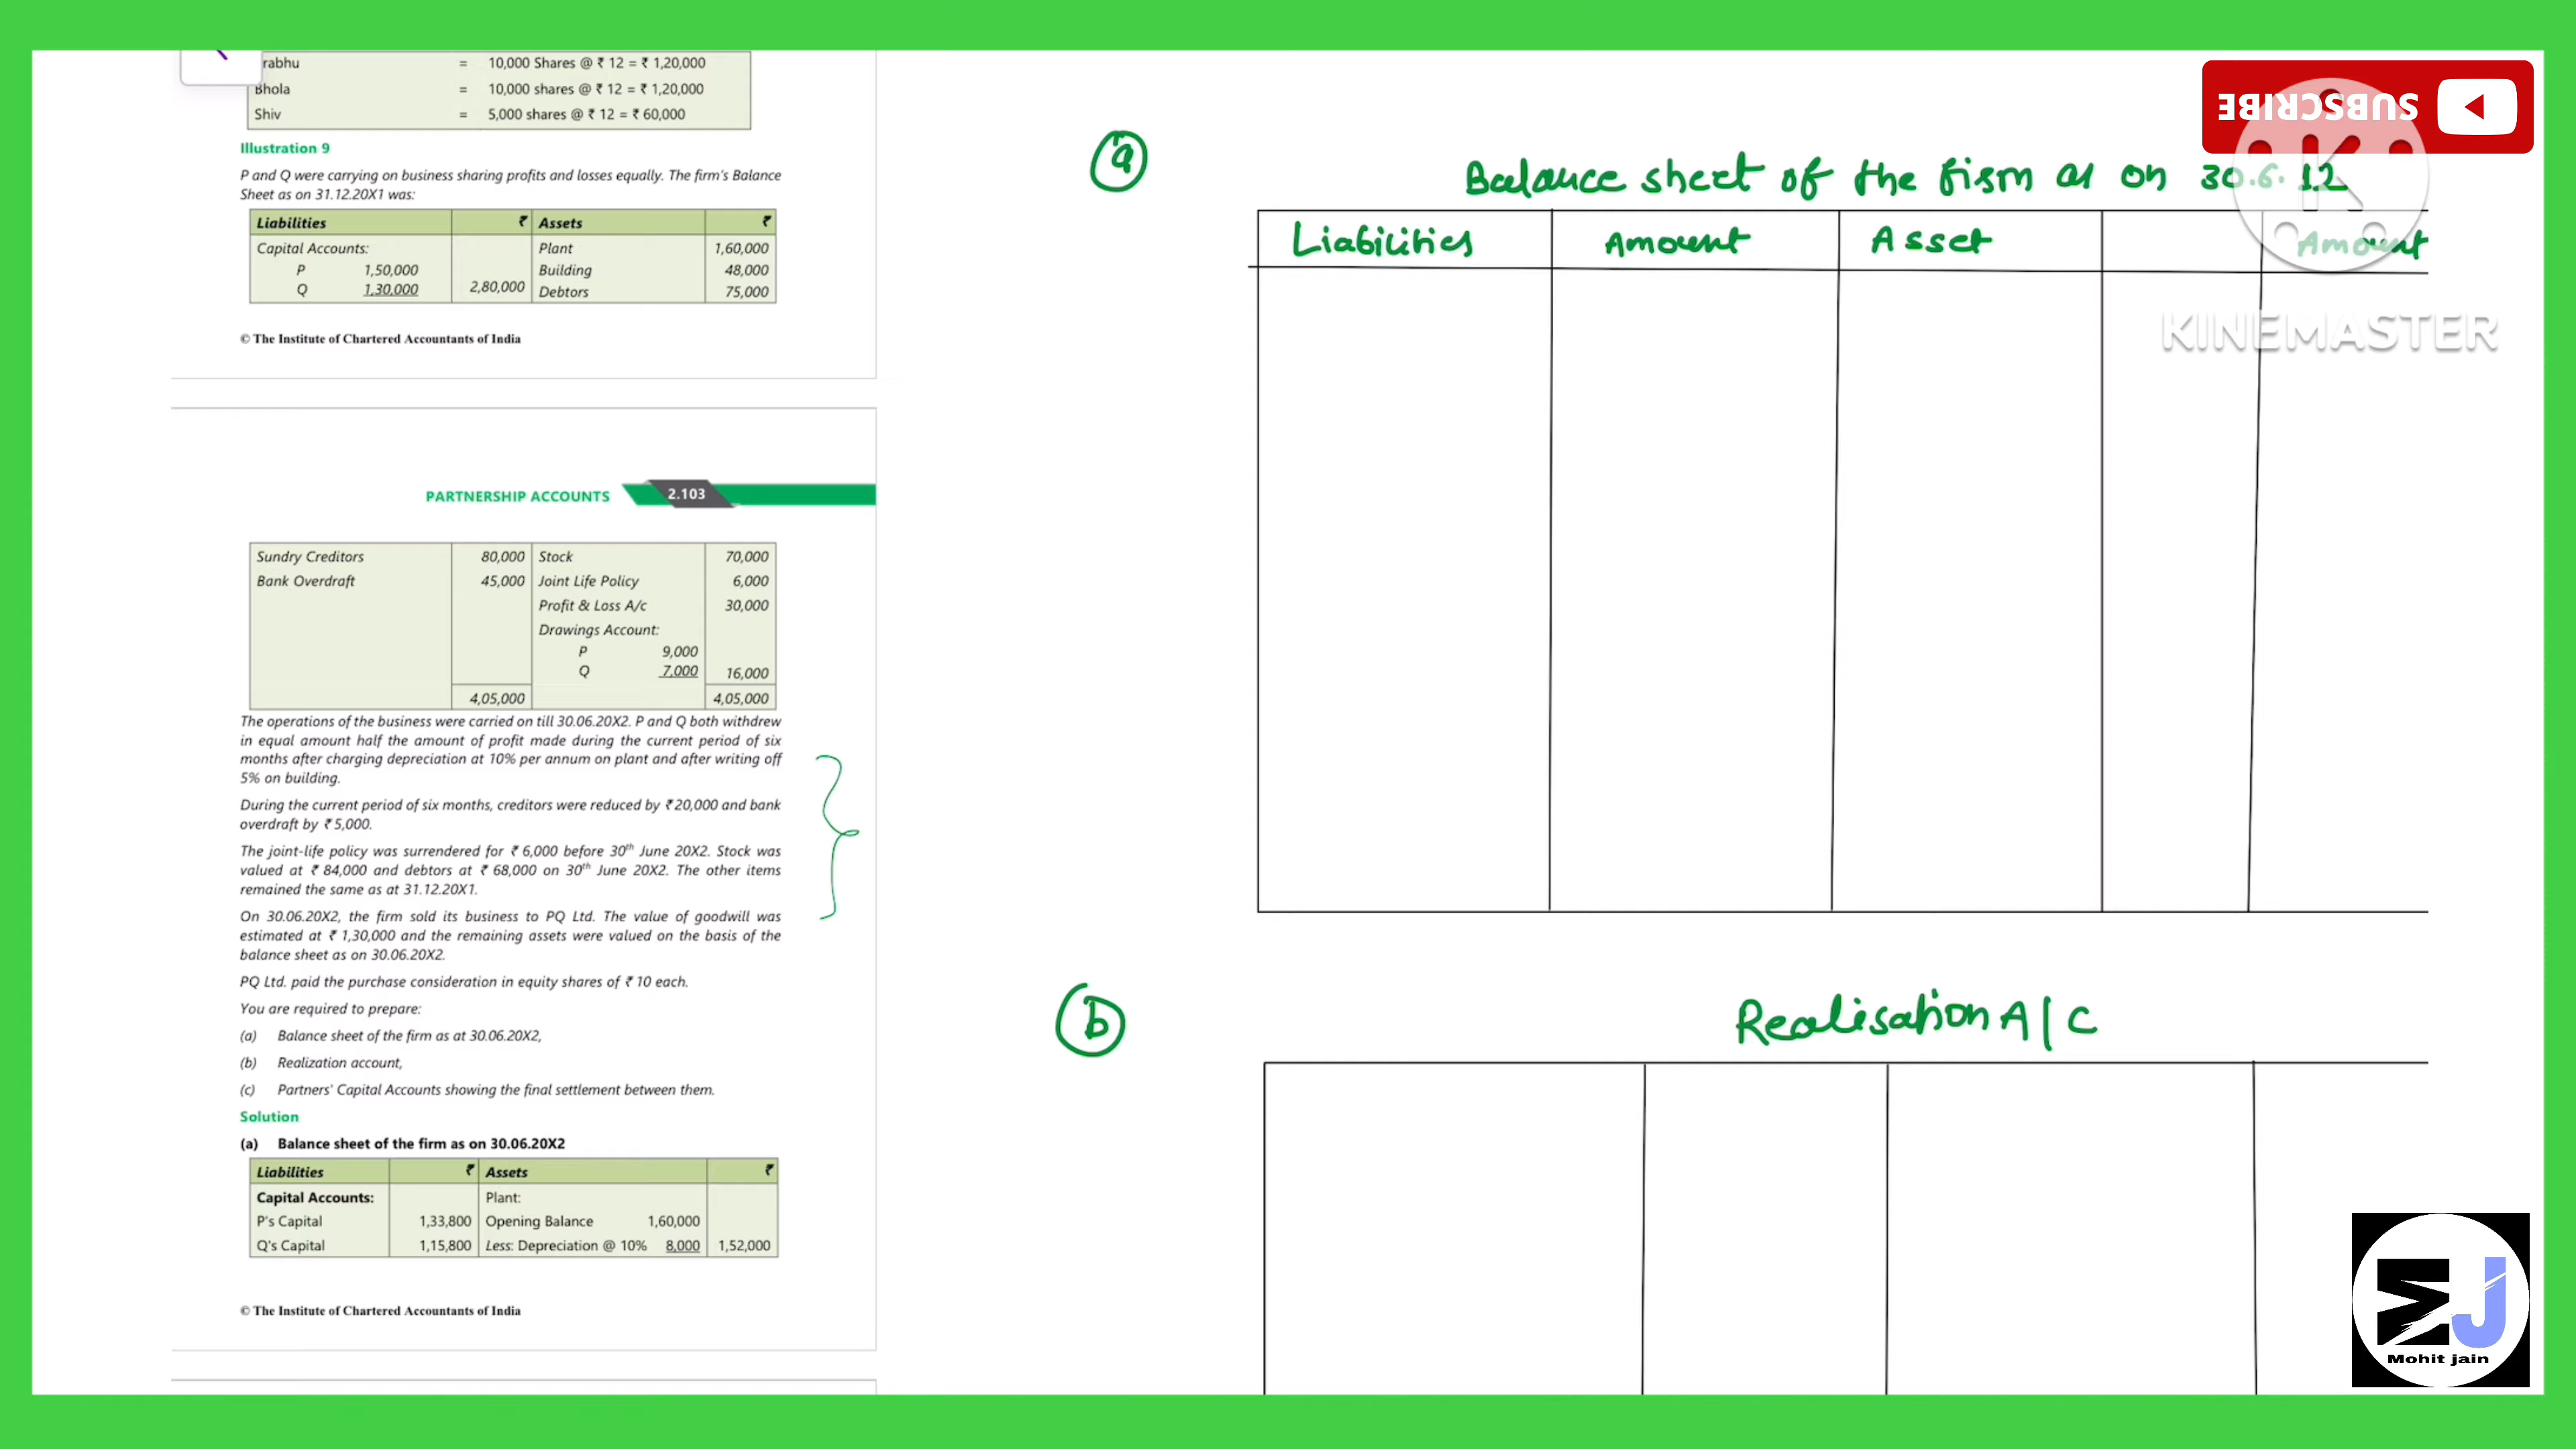 rabhu = 10,000 Shares @ ₹ 12 = ₹ 1,20,000
Bhola = 10,000 shares @ ₹ 12 = ₹ 1,20,000
Shiv = 5,000 shares @ ₹ 12 = ₹ 60,000
Illustration 9
P and Q were carrying on business sharing profits and losses equally. The firm's Balance
Sheet as on 31.12.20X1 was:
Liabilities ₹ Assets ₹
Capital Accounts: Plant 1,60,000
P 1,50,000 Building 48,000
Q 1,30,000 2,80,000 Debtors 75,000
© The Institute of Chartered Accountants of India
PARTNERSHIP ACCOUNTS 2.103
Sundry Creditors 80,000 Stock 70,000
Bank Overdraft 45,000 Joint Life Policy 6,000
Profit & Loss A/c 30,000
Drawings Account:
P 9,000
Q 7,000 16,000
4,05,000 4,05,000
The operations of the business were carried on till 30.06.20X2. P and Q both withdrew
in equal amount half the amount of profit made during the current period of six
months after charging depreciation at 10% per annum on plant and after writing off
5% on building.
During the current period of six months, creditors were reduced by ₹ 20,000 and bank
overdraft by ₹ 5,000.
The joint-life policy was surrendered for ₹ 6,000 before 30th June 20X2. Stock was
valued at ₹ 84,000 and debtors at ₹ 68,000 on 30th June 20X2. The other items
remained the same as at 31.12.20X1.
On 30.06.20X2, the firm sold its business to PQ Ltd. The value of goodwill was
estimated at ₹ 1,30,000 and the remaining assets were valued on the basis of the
balance sheet as on 30.06.20X2.
PQ Ltd. paid the purchase consideration in equity shares of ₹ 10 each.
You are required to prepare:
(a) Balance sheet of the firm as at 30.06.20X2,
(b) Realization account,
(c) Partners' Capital Accounts showing the final settlement between them.
Solution
(a) Balance sheet of the firm as on 30.06.20X2
Liabilities ₹ Assets ₹
Capital Accounts: Plant:
P's Capital 1,33,800 Opening Balance 1,60,000
Q's Capital 1,15,800 Less: Depreciation @ 10% 8,000 1,52,000
© The Institute of Chartered Accountants of India
SUBSCRIBE
K
KINEMASTER
(a)
Balance sheet of the firm as on 30.6.12
Liabilities Amount Asset Amount
(b)
Realisation A/C
MJ
Mohit jain